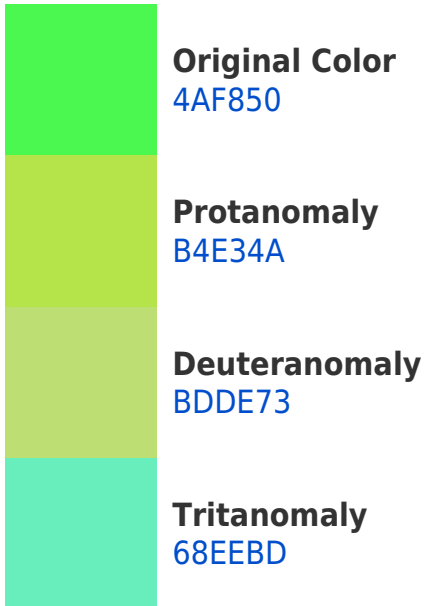 Original Color
4AF850
Protanomaly
B4E34A
Deuteranomaly
BDDE73
Tritanomaly
68EEBD